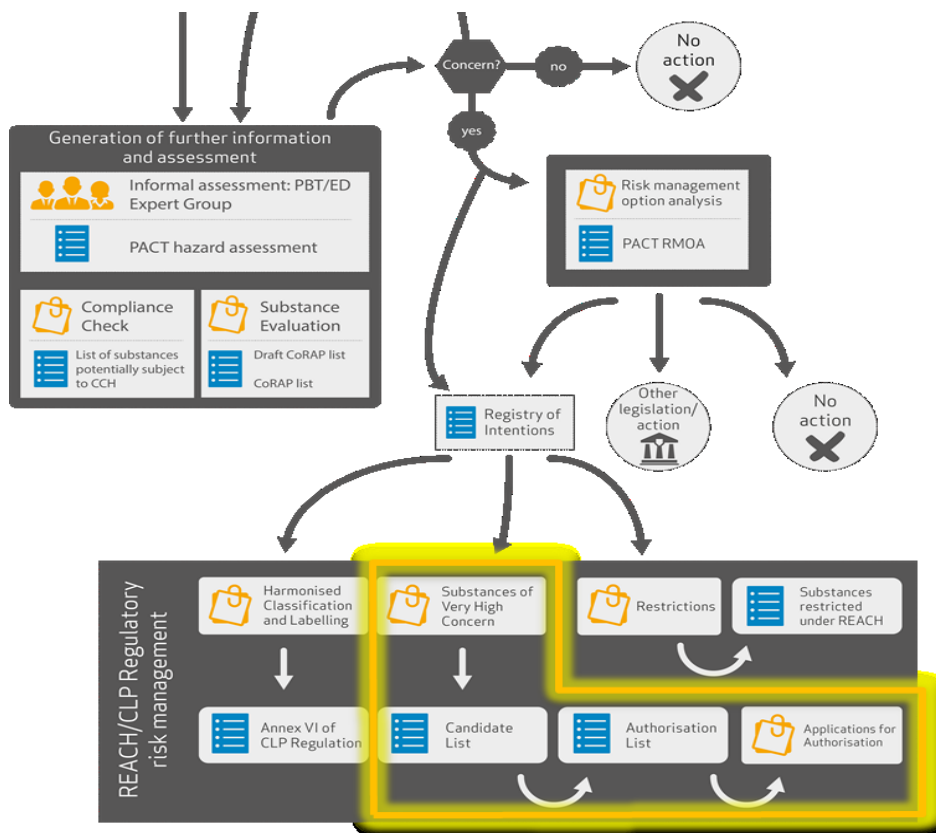 Concern?
no
No
action
yes
Generation of further information
and assessment
Informal assessment: PBT/ED
Expert Group
PACT hazard assessment
Compliance
Check
List of substances
potentially subject
to CCH
Substance
Evaluation
Draft CoRAP list
CoRAP list
Risk management
option analysis
PACT RMOA
Registry of
Intentions
Other
legislation/
action
No
action
REACH/CLP Regulatory
risk management
Harmonised
Classification
and Labelling
Substances of
Very High
Concern
Restrictions
Substances
restricted
under REACH
Annex VI of
CLP Regulation
Candidate
List
Authorisation
List
Applications for
Authorisation